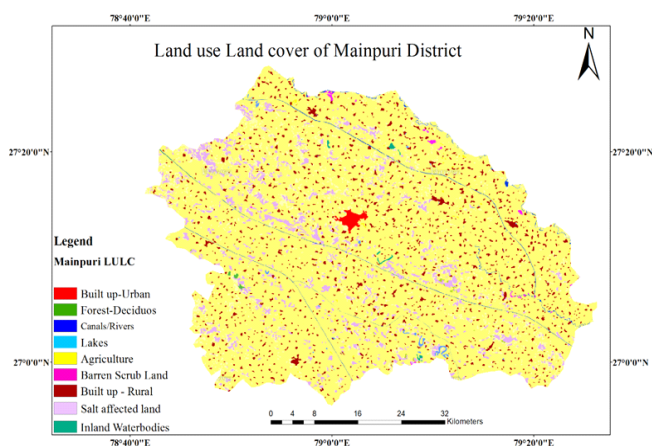 78°40'0"E 79°0'0"E 79°20'0"E
Land use Land cover of Mainpuri District
N
27°20'0"N 27°20'0"N
Legend
Mainpuri LULC
Built up-Urban
Forest-Deciduos
Canals/Rivers
Lakes
Agriculture
Barren Scrub Land
Built up - Rural
Salt affected land
Inland Waterbodies
27°0'0"N 27°0'0"N
0 2 4 8 16 24 32
Kilometers
78°40'0"E 79°0'0"E 79°20'0"E